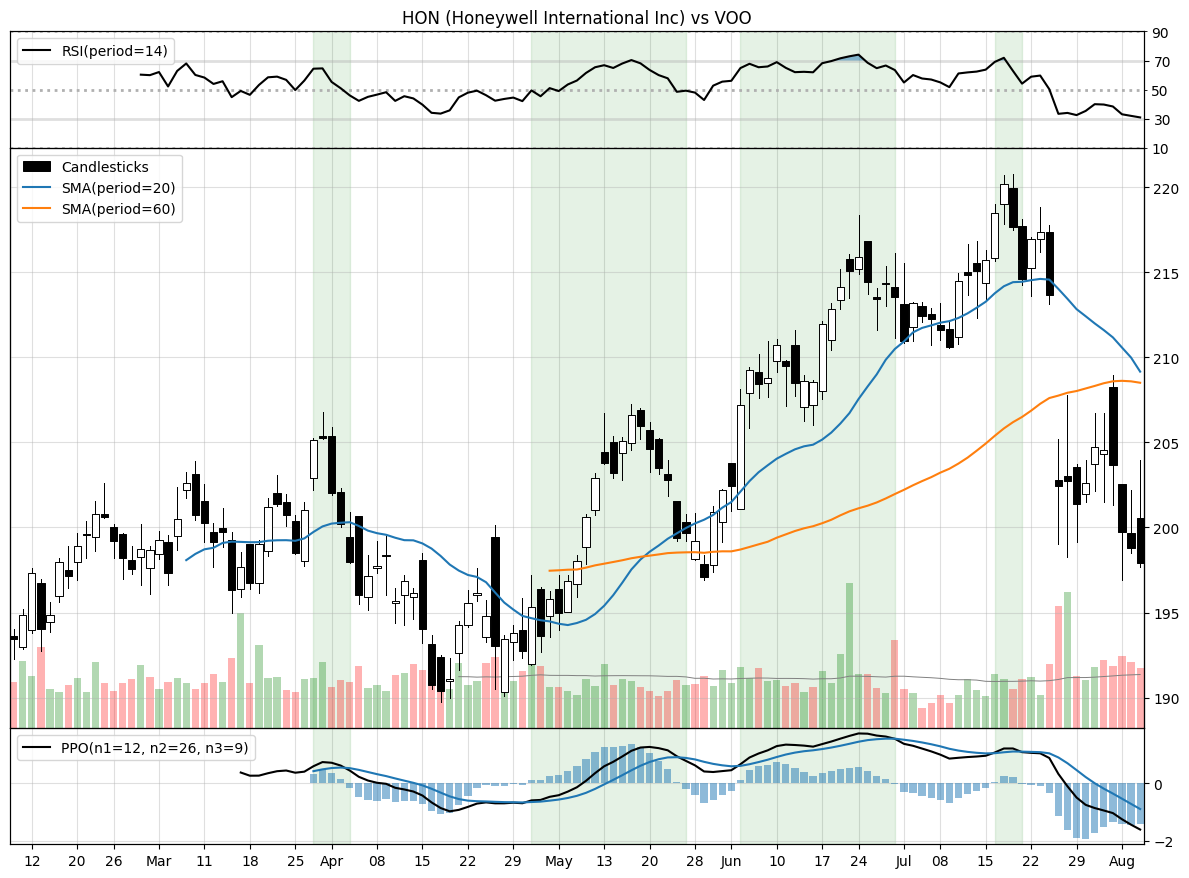 HON (Honeywell International Inc) vs VOO
RSI(period=14)
90
70
50
30
10
Candlesticks
SMA(period=20)
SMA(period=60)
220
215
210
205
200
195
190
PPO(n1=12, n2=26, n3=9)
0
−2
12 20 26 Mar 11 18 25 Apr 08 15 22 29 May 13 20 28 Jun 10 17 24 Jul 08 15 22 29 Aug